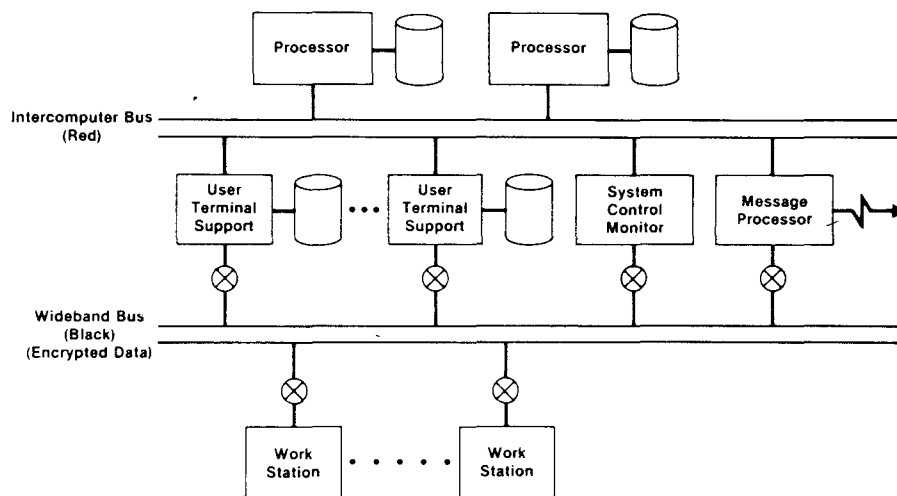 Processor
Processor
Intercomputer Bus
(Red)
User
Terminal
Support
User
Terminal
Support
System
Control
Monitor
Message
Processor
Wideband Bus
(Black)
(Encrypted Data)
Work
Station
Work
Station